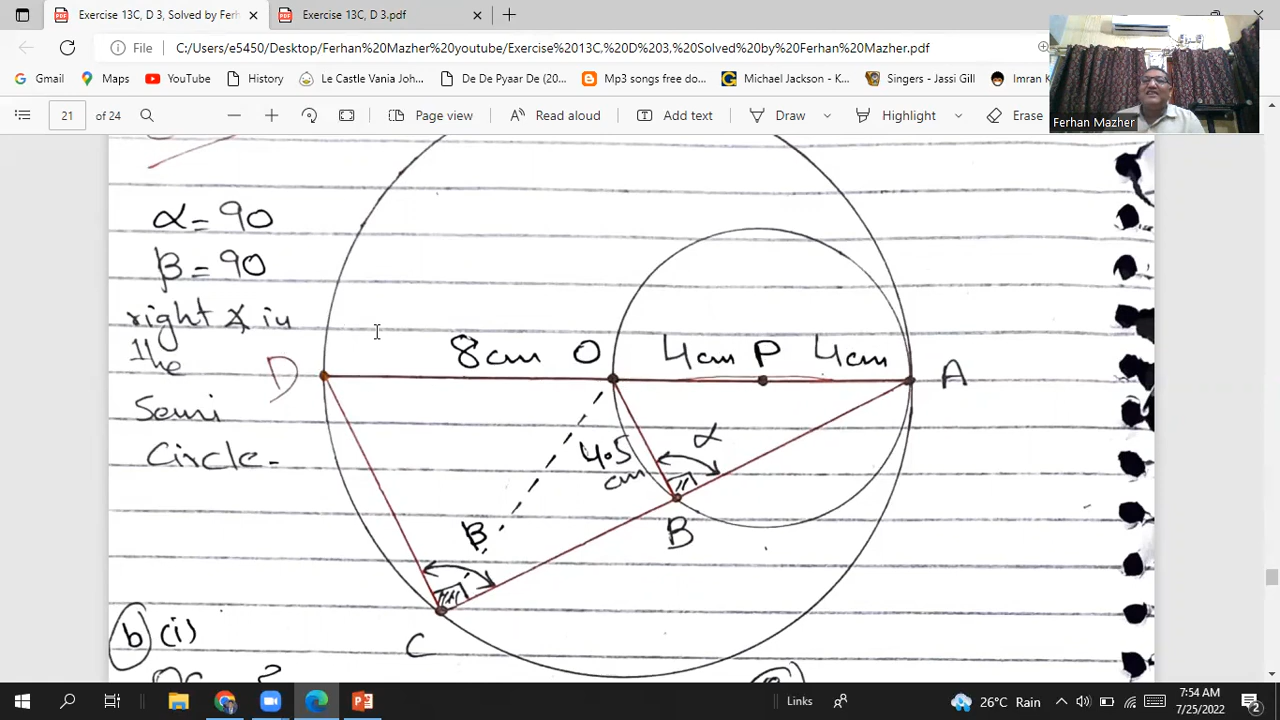 Exercise 13C, D 3, Solved by Ferha
Exercise 13C, D 3.pdf
File
C:/Users/e5450/Desktop/Ferhan%20Mazher/Exercise%2013C,%20D%203,%20Solved%20by%20Ferhan%20Mazher.pdf
Gmail
Maps
YouTube
History
Le Castle Vania Joh...
De De Pyaar De (20...
Mp3 songs free do...
Michael Jackson - K...
Singers - Jassi Gill
Imran K
Ferhan Mazher
21
of 24
Page view
Read aloud
Add text
Draw
Highlight
Erase
α = 90
β = 90
right ∡ in
the
Semi
Circle.
8cm O 4cm P 4cm
D
A
4.5
cm
α
B
β
C
b (i)
Links
26°C Rain
7:54 AM
7/25/2022
2